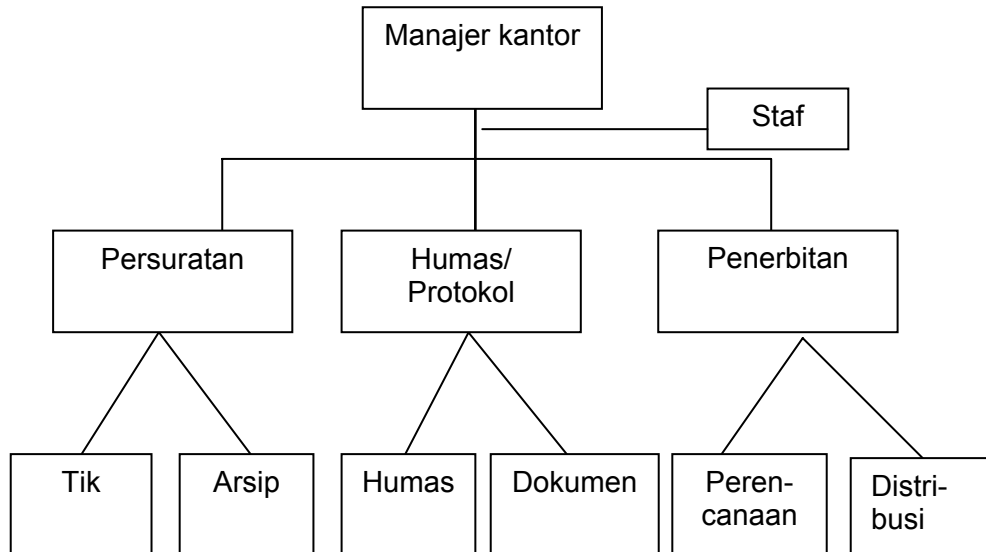 Manajer kantor
Staf
Persuratan
Humas/
Protokol
Penerbitan
Tik
Arsip
Humas
Dokumen
Peren-
canaan
Distri-
busi